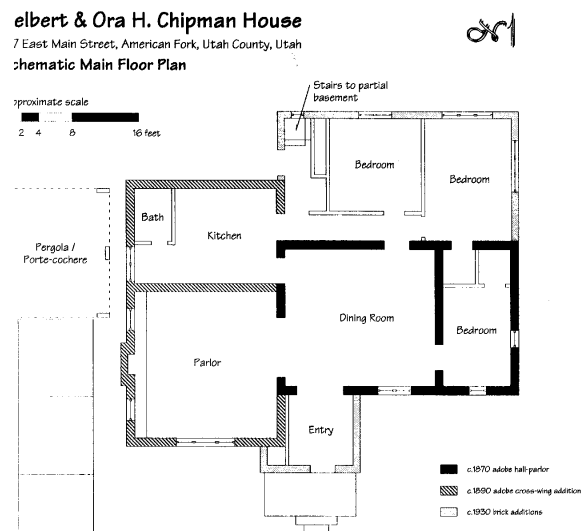 elbert & Ora H. Chipman House
7 East Main Street, American Fork, Utah County, Utah
chematic Main Floor Plan
N
pproximate scale
2 4 8 16 feet
Stairs to partial
basement
Bedroom
Bedroom
Bath
Kitchen
Pergola /
Porte-cochere
Dining Room
Bedroom
Parlor
Entry
c.1870 adobe hall-parlor
c.1890 adobe cross-wing addition
c.1930 brick additions